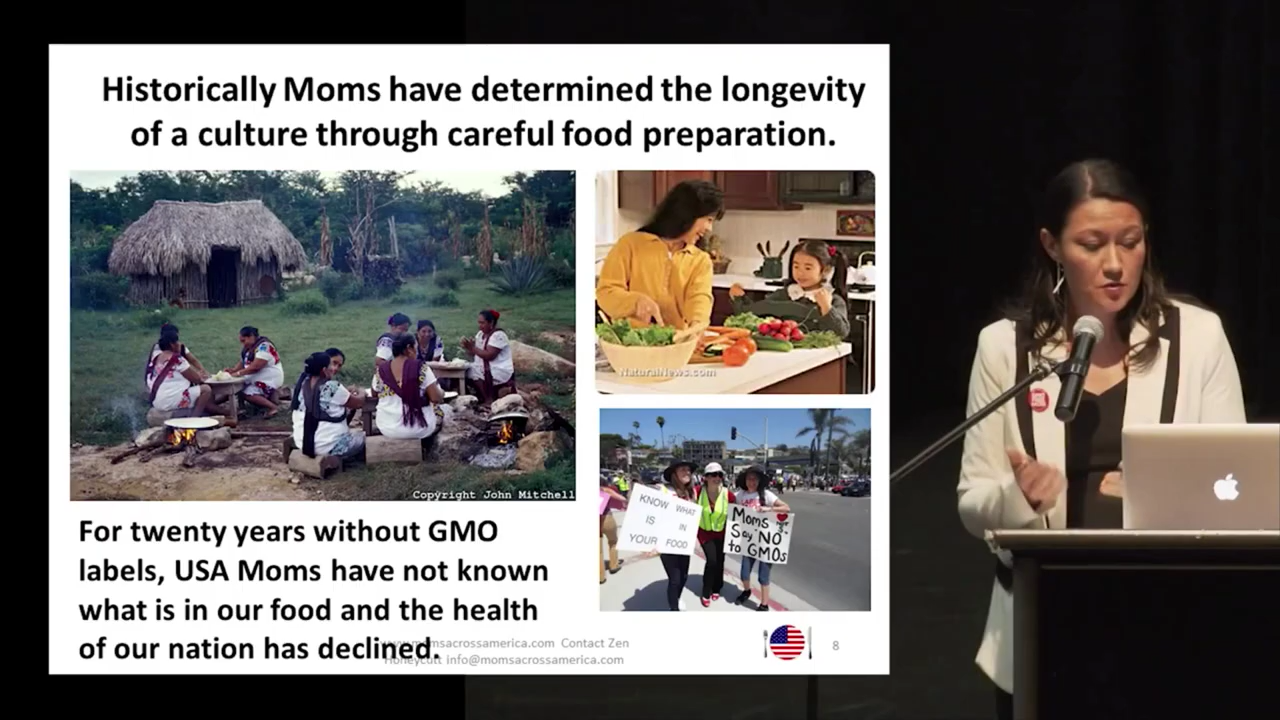 Historically Moms have determined the longevity
of a culture through careful food preparation.
NaturalNews.com
Copyright John Mitchell
KNOW WHAT
IS IN
YOUR FOOD
Moms
Say NO
to GMOs
For twenty years without GMO
labels, USA Moms have not known
what is in our food and the health
of our nation has declined.
www.momsacrossamerica.com Contact Zen
Honeycutt info@momsacrossamerica.com
8